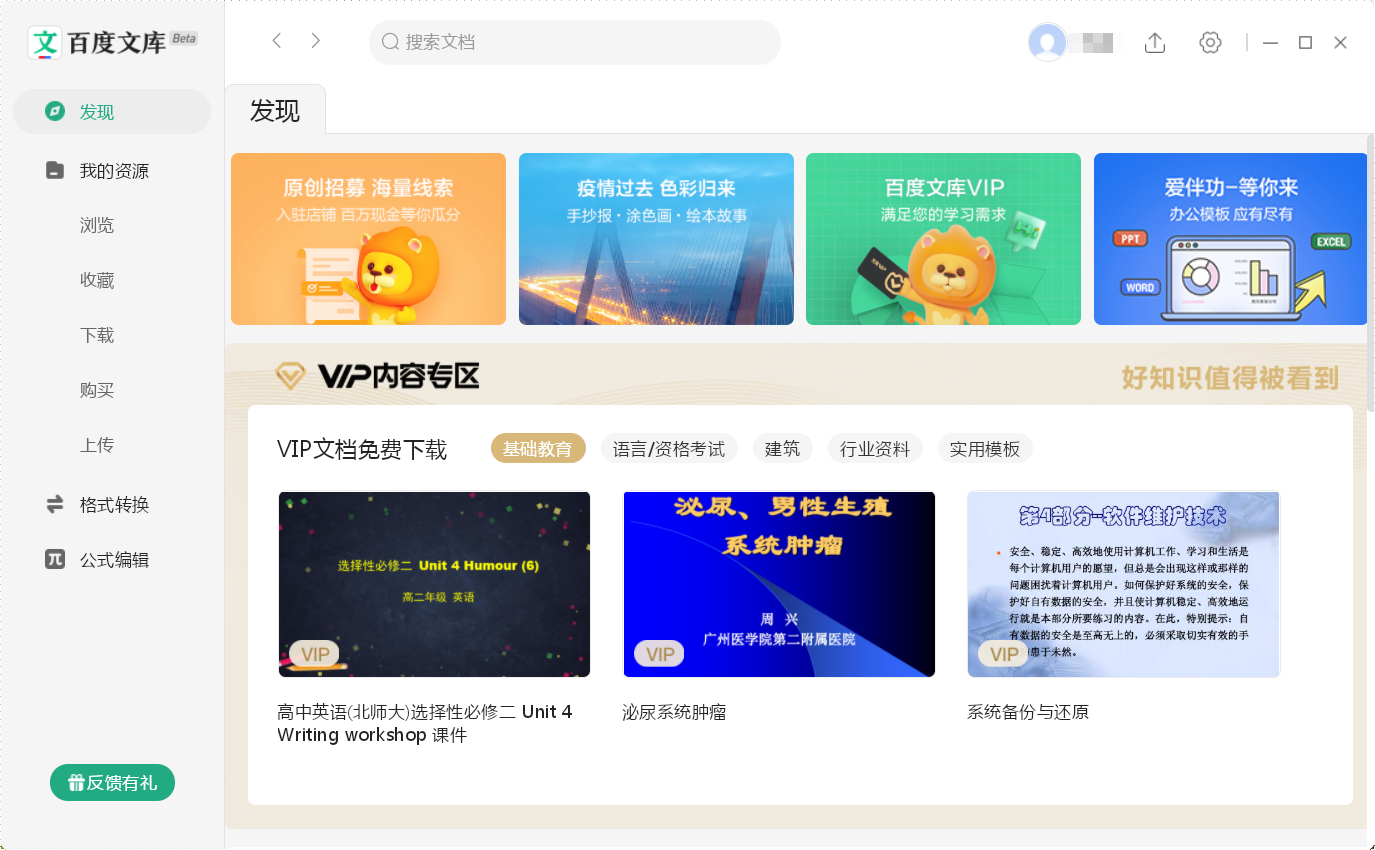 文 百度文库 Beta
搜索文档
发现
我的资源
浏览
收藏
下载
购买
上传
格式转换
公式编辑
反馈有礼
发现
原创招募 海量线索
入驻店铺 百万现金等你瓜分
疫情过去 色彩归来
手抄报·涂色画·绘本故事
百度文库VIP
满足您的学习需求
爱伴功-等你来
办公模板 应有尽有
PPT
EXCEL
WORD
VIP内容专区
好知识值得被看到
VIP文档免费下载
基础教育
语言/资格考试
建筑
行业资料
实用模板
选择性必修二 Unit 4 Humour (6)
高二年级 英语
VIP
高中英语(北师大)选择性必修二 Unit 4
Writing workshop 课件
泌尿、男性生殖
系统肿瘤
周 兴
广州医学院第二附属医院
VIP
泌尿系统肿瘤
第4部分-软件维护技术
安全、稳定、高效地使用计算机工作、学习和生活是
每个计算机用户的愿望，但总是会出现这样或那样的
问题困扰着计算机用户。如何保护好系统的安全，保
护好自有数据的安全，并且使计算机稳定、高效地运
行就是本部分所要练习的内容。在此，特别提示：自
有数据的安全是至高无上的，必须采取切实有效的手
患于未然。
VIP
系统备份与还原